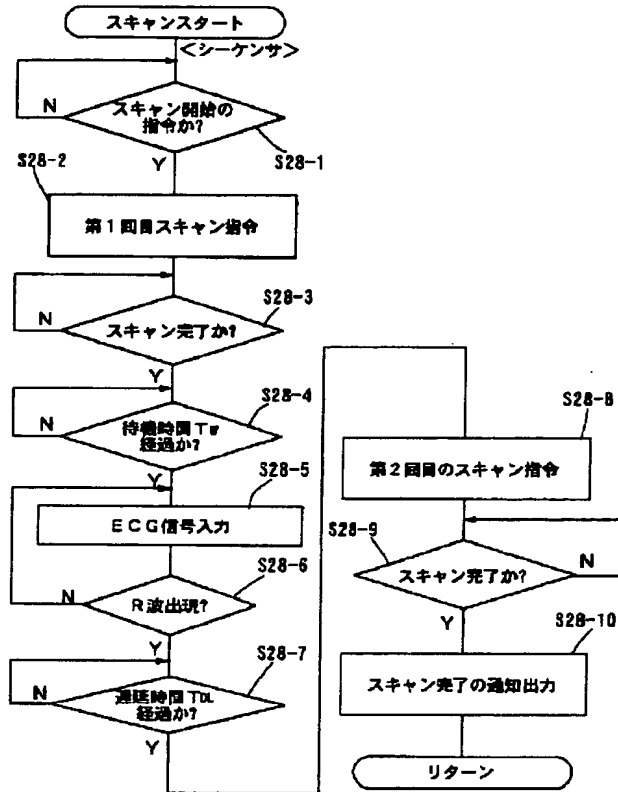 スキャンスタート
<シーケンサ>
スキャン開始の
指令か?
N
Y
S28-1
S28-2
第1回目スキャン指令
S28-3
スキャン完了か?
N
Y
S28-4
待機時間Tw
経過か?
N
Y
S28-5
ECG信号入力
S28-6
R波出現?
N
Y
S28-7
遅延時間TDL
経過か?
N
Y
S28-8
第2回目のスキャン指令
S28-9
スキャン完了か?
N
Y
S28-10
スキャン完了の通知出力
リターン